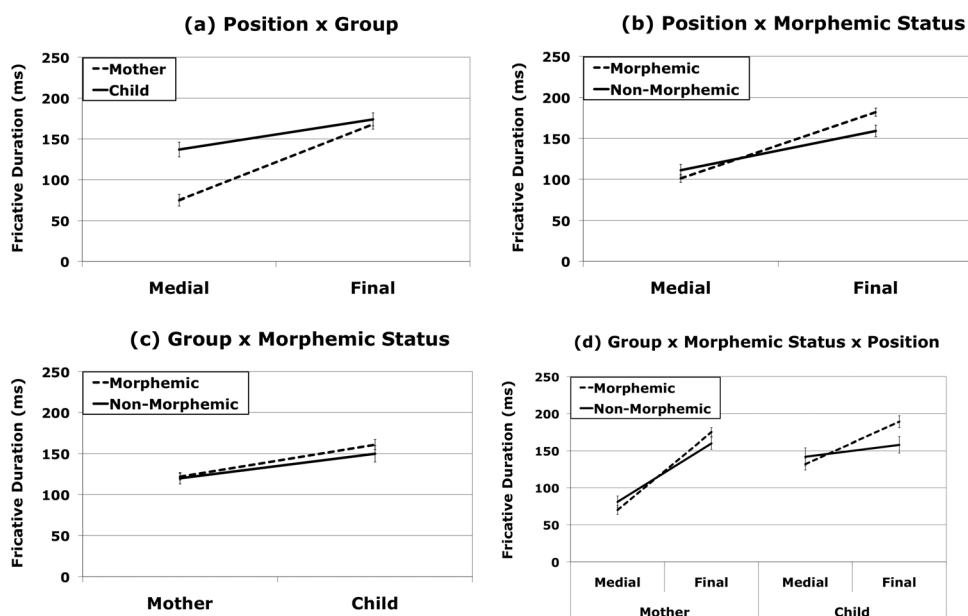 (a) Position x Group
Fricative Duration (ms)
250
200
150
100
50
0
Mother
Child
Medial Final
(b) Position x Morphemic Status
Fricative Duration (ms)
250
200
150
100
50
0
Morphemic
Non-Morphemic
Medial Final
(c) Group x Morphemic Status
Fricative Duration (ms)
250
200
150
100
50
0
Morphemic
Non-Morphemic
Mother Child
(d) Group x Morphemic Status x Position
Fricative Duration (ms)
250
200
150
100
50
0
Morphemic
Non-Morphemic
Medial Final Medial Final
Mother Child